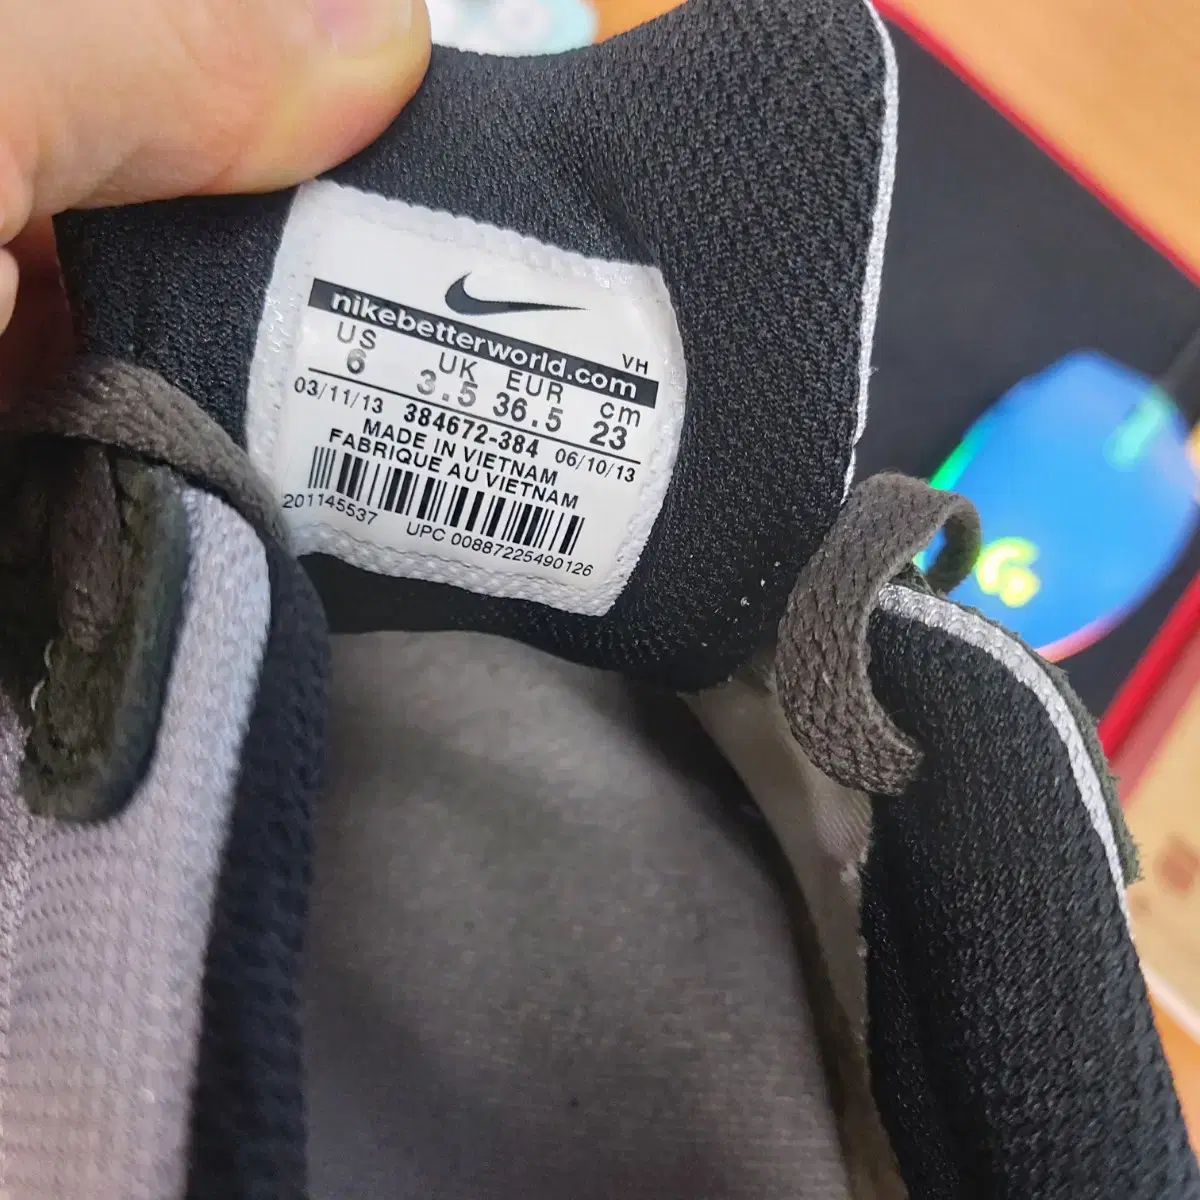 nikebetterworld.com
VH
US UK EUR cm
6 3.5 36.5 23
03/11/13 384672-384 06/10/13
MADE IN VIETNAM
FABRIQUE AU VIETNAM
201145537 UPC 00887225490126
G